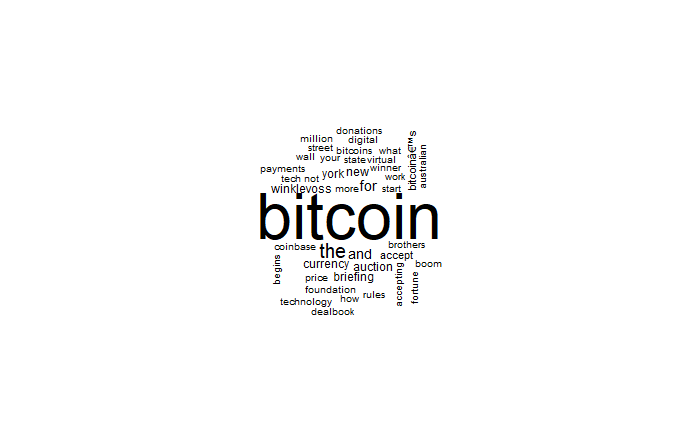 donations
million digital
street
bitcoins what
wall your state virtual
payments york new winner
tech not work
winklevoss more for start
bitcoinâ€™s
australian
bitcoin
coinbase the and brothers
accept
currency auction boom
begins
price briefing
accepting
fortune
foundation
how rules
technology
dealbook